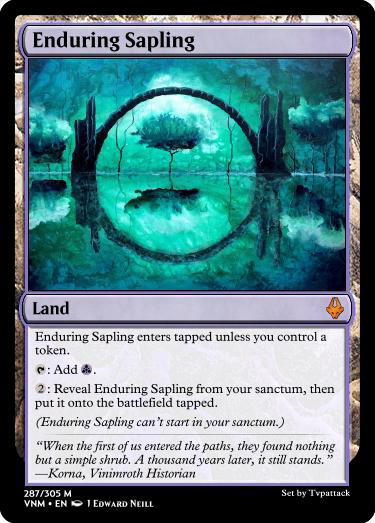 Enduring Sapling
Land
Enduring Sapling enters tapped unless you control a
token.
: Add .
2: Reveal Enduring Sapling from your sanctum, then
put it onto the battlefield tapped.
(Enduring Sapling can't start in your sanctum.)
“When the first of us entered the paths, they found nothing
but a simple shrub. A thousand years later, it still stands.”
—Korna, Vinimroth Historian
287/305 M
VNM • EN J Edward Neill
Set by Tvpattack